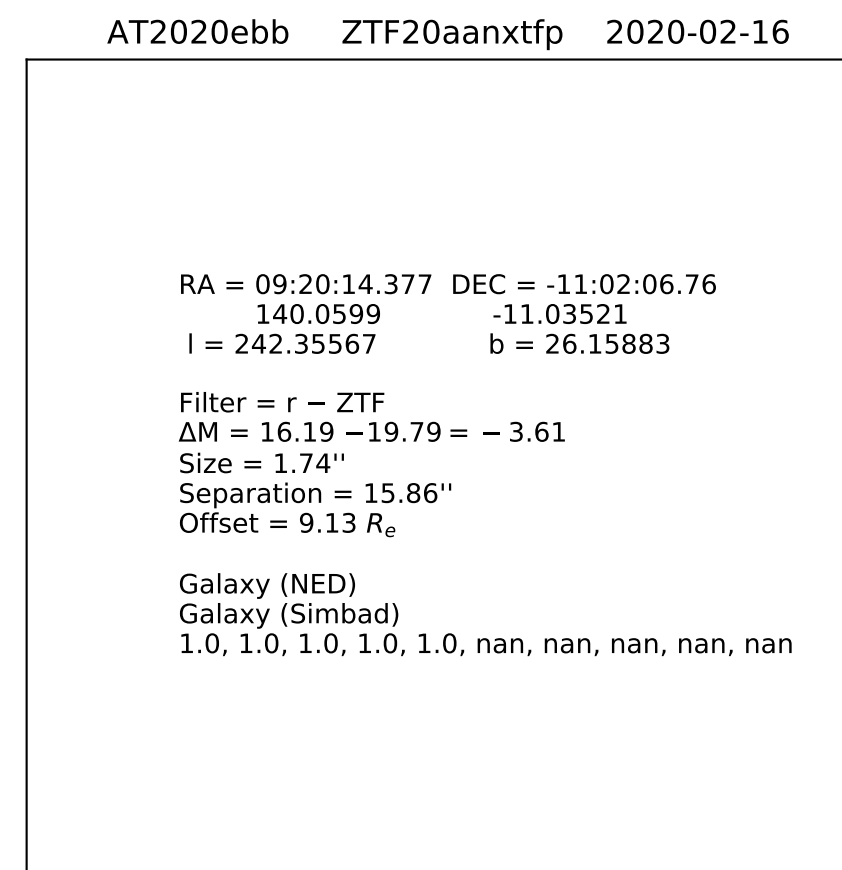 AT2020ebb ZTF20aanxtfp 2020-02-16
RA = 09:20:14.377 DEC = -11:02:06.76
140.0599 -11.03521
l = 242.35567 b = 26.15883
Filter = r − ZTF
ΔM = 16.19 −19.79 = − 3.61
Size = 1.74''
Separation = 15.86''
Offset = 9.13 Rₑ
Galaxy (NED)
Galaxy (Simbad)
1.0, 1.0, 1.0, 1.0, 1.0, nan, nan, nan, nan, nan